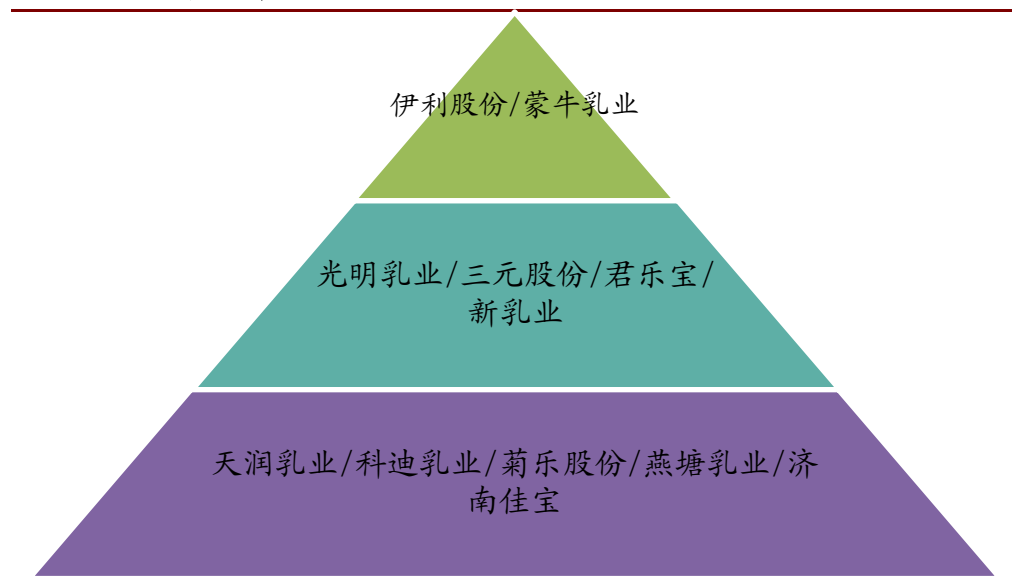 伊利股份/蒙牛乳业
光明乳业/三元股份/君乐宝/
新乳业
天润乳业/科迪乳业/菊乐股份/燕塘乳业/济
南佳宝